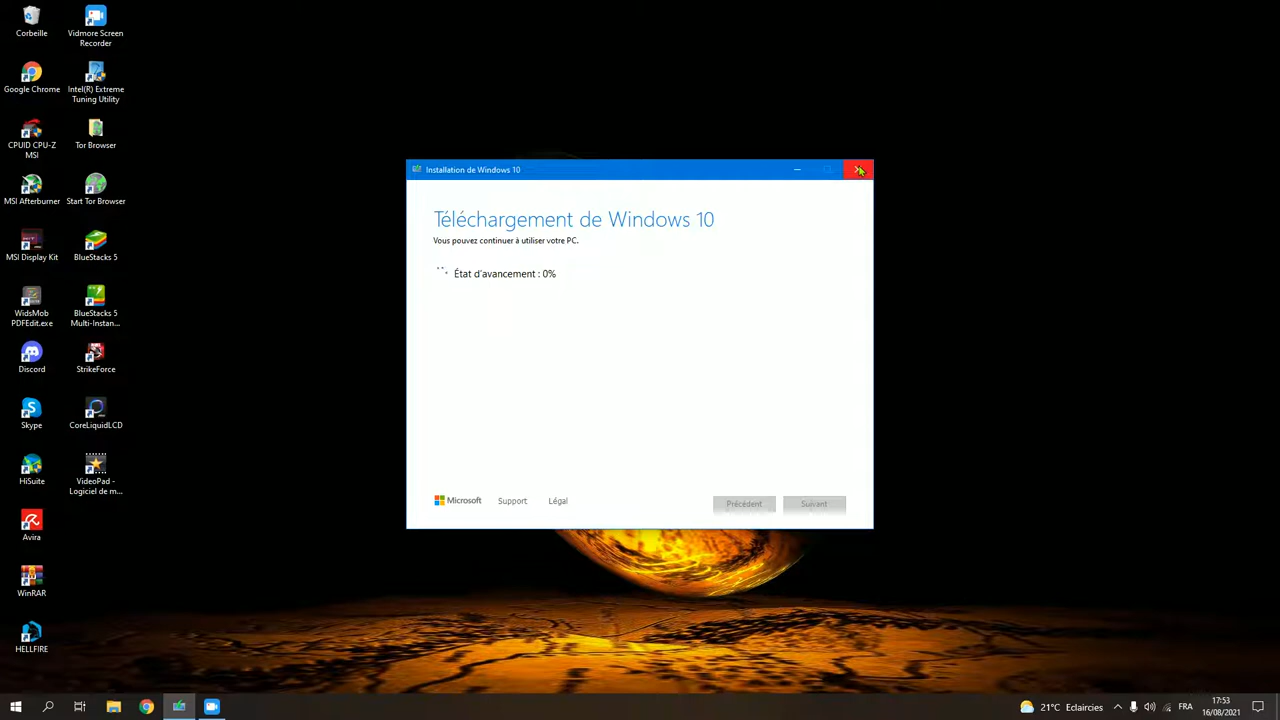 Corbeille
Vidmore Screen
Recorder
Google Chrome
Intel(R) Extreme
Tuning Utility
CPUID CPU-Z
MSI
Tor Browser
MSI Afterburner
Start Tor Browser
MSI Display Kit
BlueStacks 5
WidsMob
PDFEdit.exe
BlueStacks 5
Multi-Instan...
Discord
StrikeForce
Skype
CoreLiquidLCD
HiSuite
VideoPad -
Logiciel de m...
Avira
WinRAR
HELLFIRE
Installation de Windows 10
Téléchargement de Windows 10
Vous pouvez continuer à utiliser votre PC.
État d'avancement : 0%
Microsoft
Support
Légal
Précédent
Suivant
21°C Eclaircies
FRA
17:53
16/08/2021